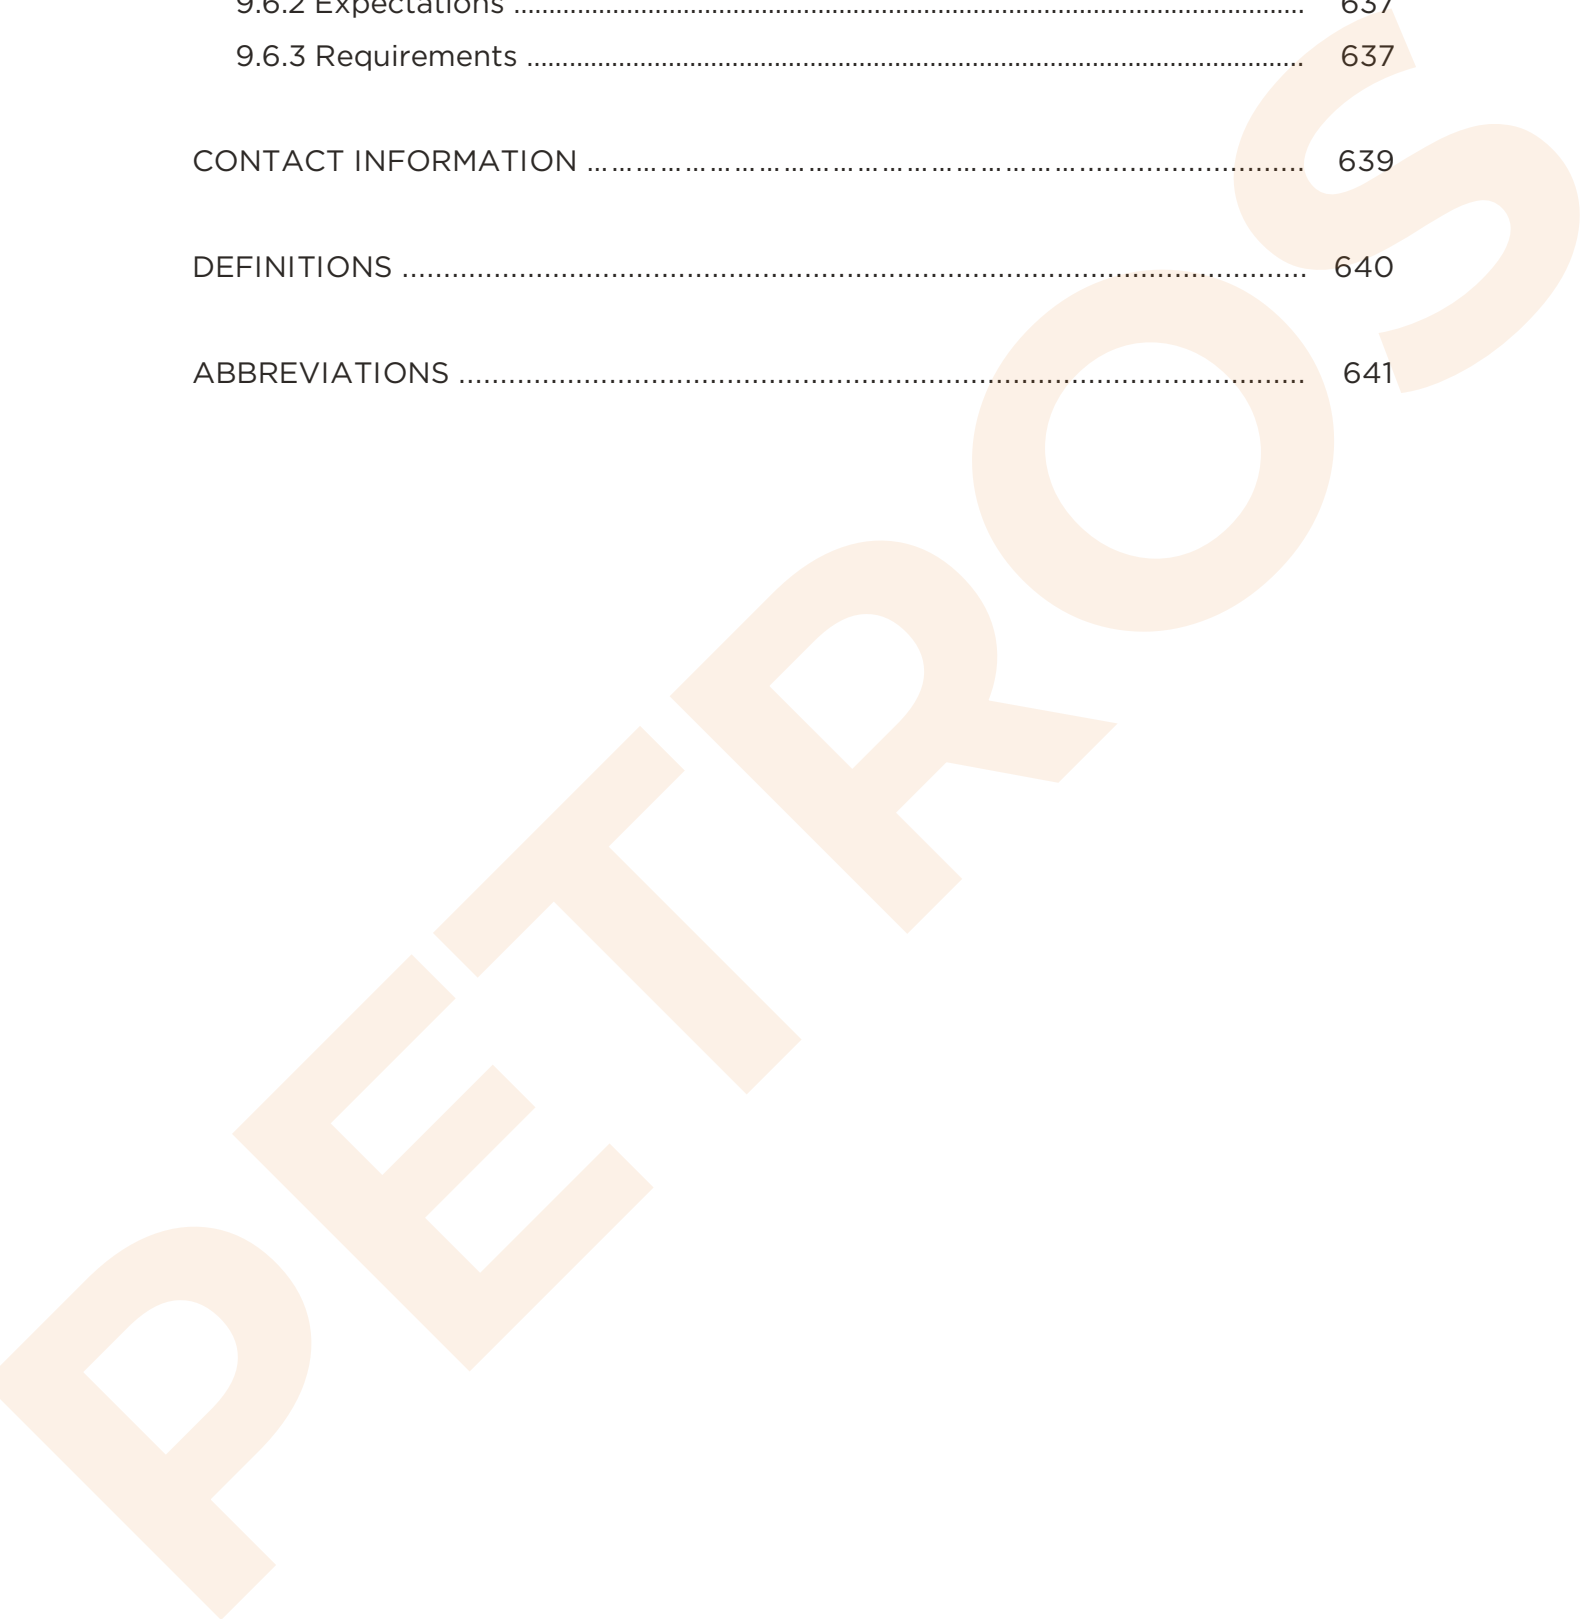 9.6.2 Expectations ........................................................................................................ 637
9.6.3 Requirements ........................................................................................................ 637
CONTACT INFORMATION ………………………………………………………........................ 639
DEFINITIONS ........................................................................................................ 640
ABBREVIATIONS ........................................................................................................ 641
PETROS